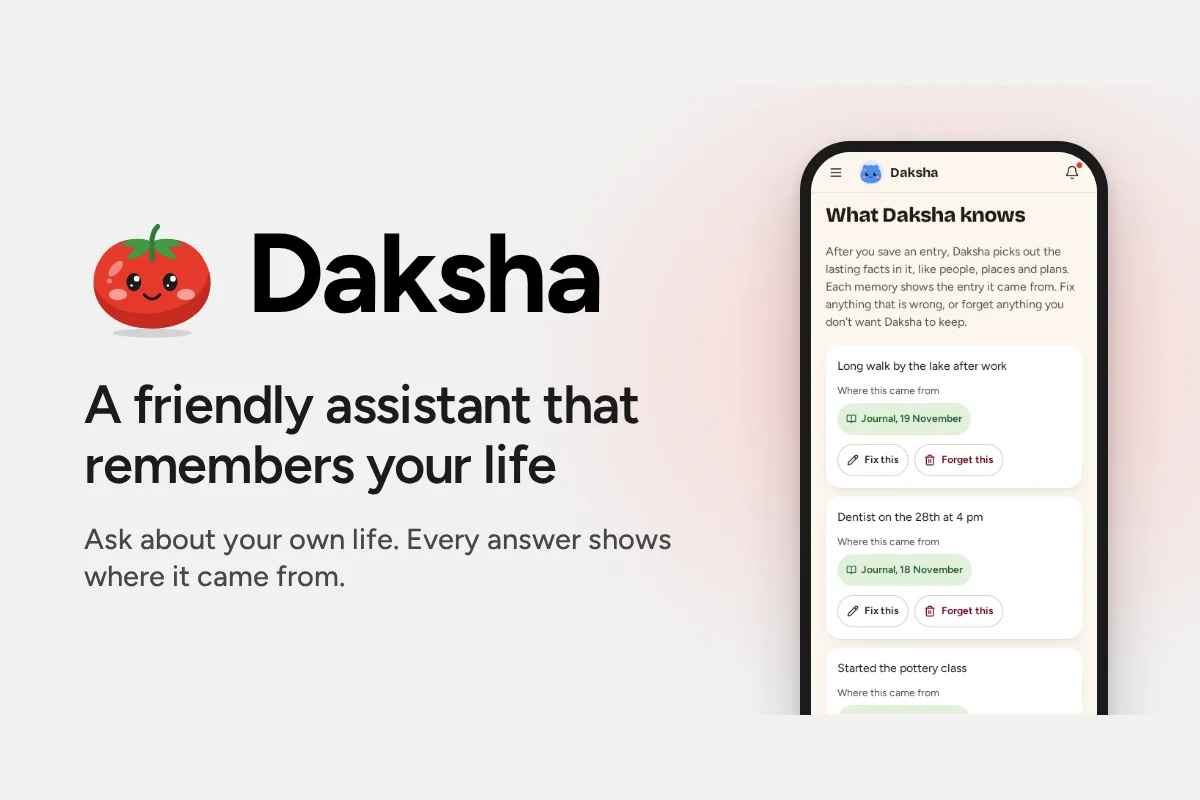 Daksha
A friendly assistant that
remembers your life
Ask about your own life. Every answer shows
where it came from.
Daksha
What Daksha knows
After you save an entry, Daksha picks out the
lasting facts in it, like people, places and plans.
Each memory shows the entry it came from. Fix
anything that is wrong, or forget anything you
don't want Daksha to keep.
Long walk by the lake after work
Where this came from
Journal, 19 November
Fix this Forget this
Dentist on the 28th at 4 pm
Where this came from
Journal, 18 November
Fix this Forget this
Started the pottery class
Where this came from